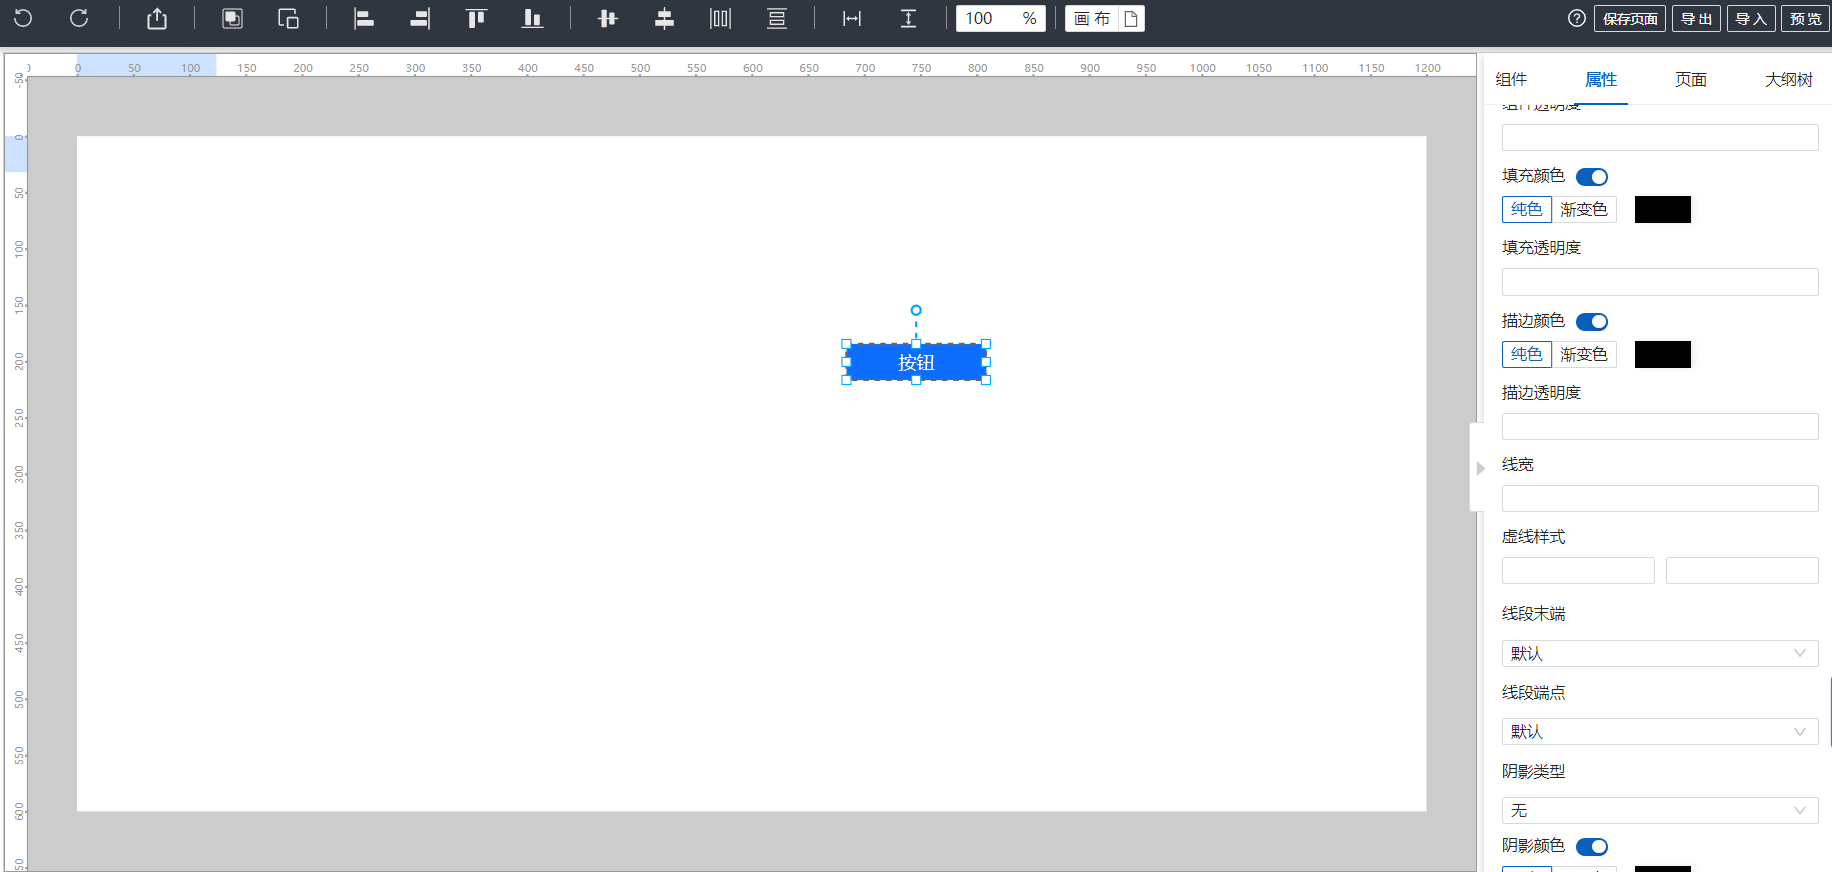 100 %
画 布
保存页面
导 出
导 入
预 览
0 50 100 150 200 250 300 350 400 450 500 550 600 650 700 750 800 850 900 950 1000 1050 1100 1150 1200
-50
0
50
100
150
200
250
300
350
400
450
500
550
600
按钮
组件 属性 页面 大纲树
组件透明度
填充颜色
纯色 渐变色
填充透明度
描边颜色
纯色 渐变色
描边透明度
线宽
虚线样式
线段末端
默认
线段端点
默认
阴影类型
无
阴影颜色